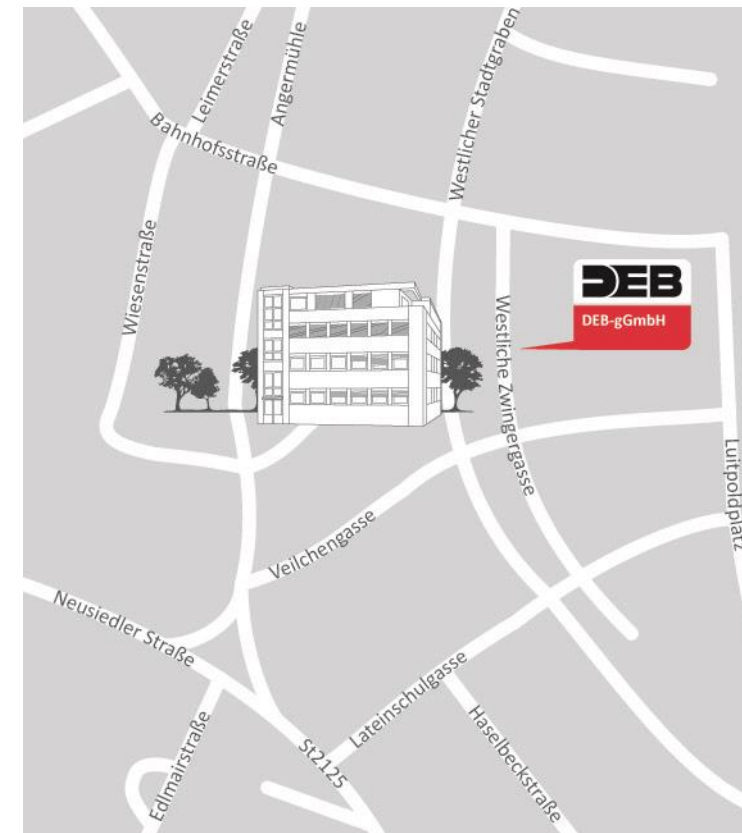 Leimerstraße
Angermühle
Westlicher Stadtgraben
Bahnhofsstraße
Wiesenstraße
DEB
DEB-gGmbH
Westliche Zwingergasse
Luitpoldplatz
Veilchengasse
Neusiedler Straße
Lateinschulgasse
Haselbeckstraße
St2125
Edlmairstraße